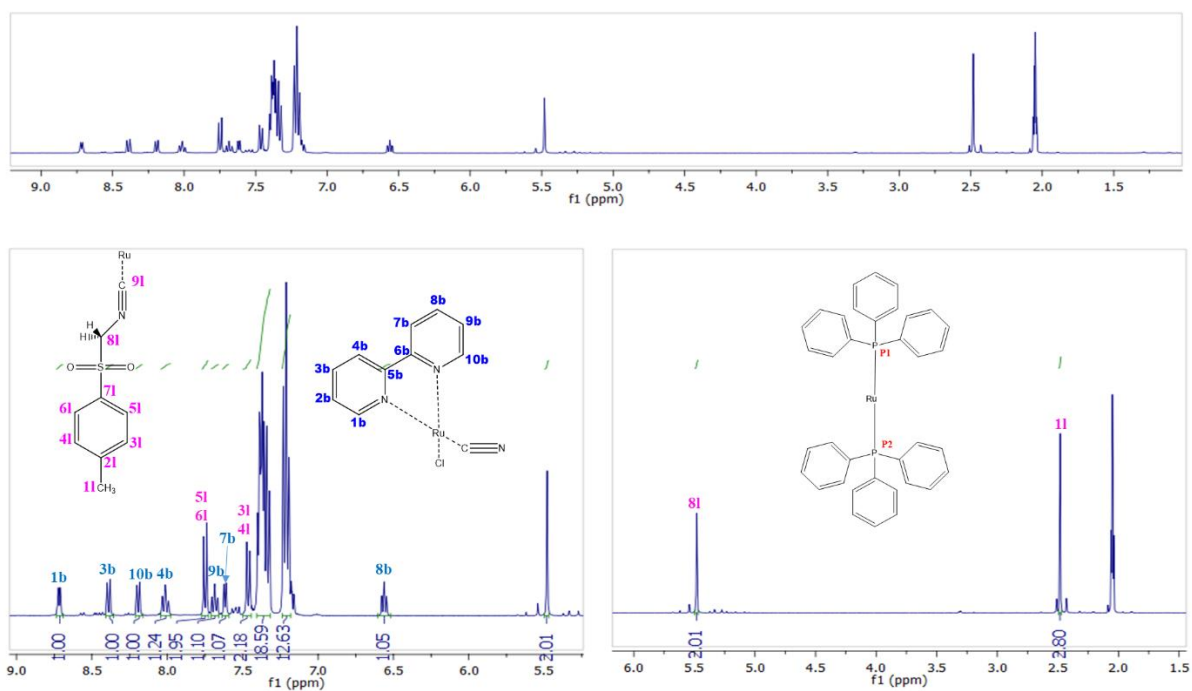 9.0 8.5 8.0 7.5 7.0 6.5 6.0 5.5 5.0 4.5 4.0 3.5 3.0 2.5 2.0 1.5
f1 (ppm)
Ru
C
9l
N
H
H
8l
O S O
7l
6l 5l
4l 3l
2l
1l CH3
8b
7b 9b
4b 6b 10b
3b 5b N
2b N
1b
Ru
C N
Cl
5l
6l
3l
4l
7b
1b 3b 10b 4b 9b 8b
1.00 1.00 1.00 1.24 1.95 1.10 1.07 2.18 18.59 12.63 1.05 2.01
9.0 8.5 8.0 7.5 7.0 6.5 6.0 5.5
f1 (ppm)
P
P1
Ru
P2
P
8l
1l
2.01 2.80
6.0 5.5 5.0 4.5 4.0 3.5 3.0 2.5 2.0 1.5
f1 (ppm)